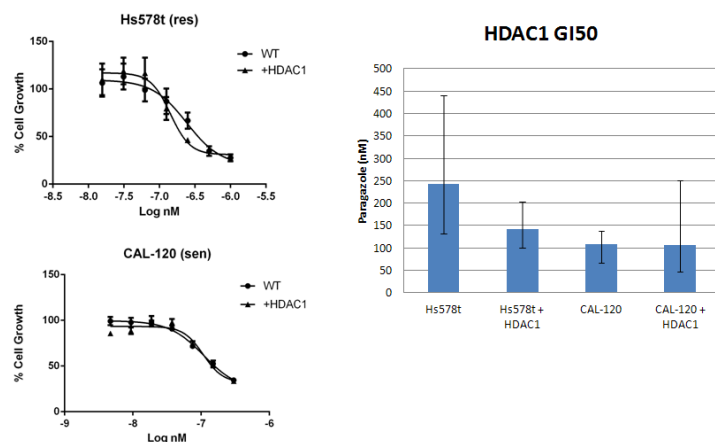 Hs578t (res)
150
100
50
0
% Cell Growth
WT
+HDAC1
-8.5
-8.0
-7.5
-7.0
-6.5
-6.0
-5.5
Log nM
CAL-120 (sen)
150
100
50
0
% Cell Growth
WT
+HDAC1
-9
-8
-7
-6
Log nM
HDAC1 GI50
500
450
400
350
300
250
200
150
100
50
0
Paragazole (nM)
Hs578t
Hs578t +
HDAC1
CAL-120
CAL-120 +
HDAC1